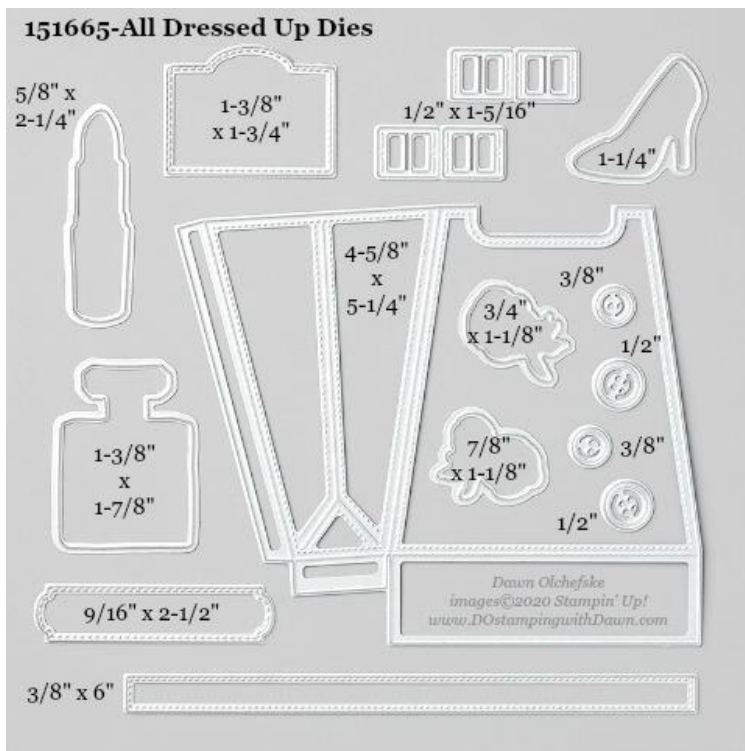 151665-All Dressed Up Dies
5/8" x
2-1/4"
1-3/8"
x 1-3/4"
1/2" x 1-5/16"
1-1/4"
4-5/8"
x
5-1/4"
3/4"
x 1-1/8"
3/8"
1/2"
7/8"
x 1-1/8"
3/8"
1/2"
1-3/8"
x
1-7/8"
9/16" x 2-1/2"
Dawn Olchefske
images©2020 Stampin' Up!
www.DOstampingwithDawn.com
3/8" x 6"